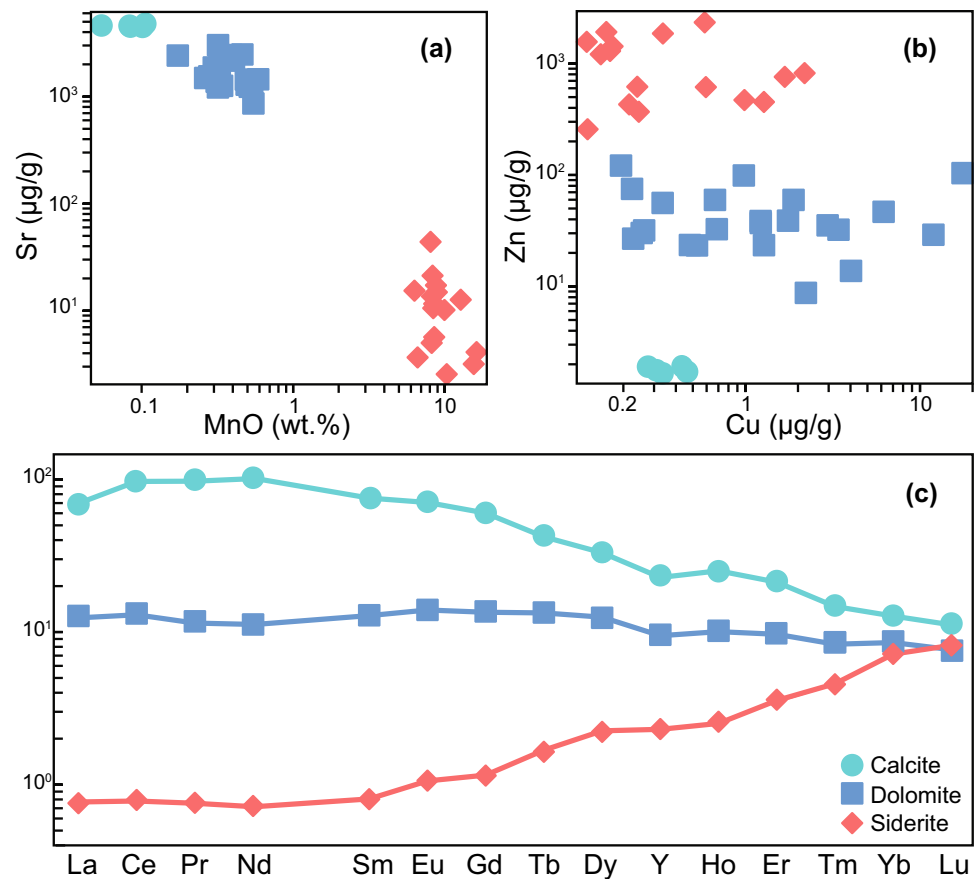 (a)
10³
10²
10¹
Sr (µg/g)
0.1 1 10
MnO (wt.%)
(b)
10³
10²
10¹
Zn (µg/g)
0.2 1 10
Cu (µg/g)
(c)
10²
10¹
10⁰
Calcite
Dolomite
Siderite
La Ce Pr Nd Sm Eu Gd Tb Dy Y Ho Er Tm Yb Lu